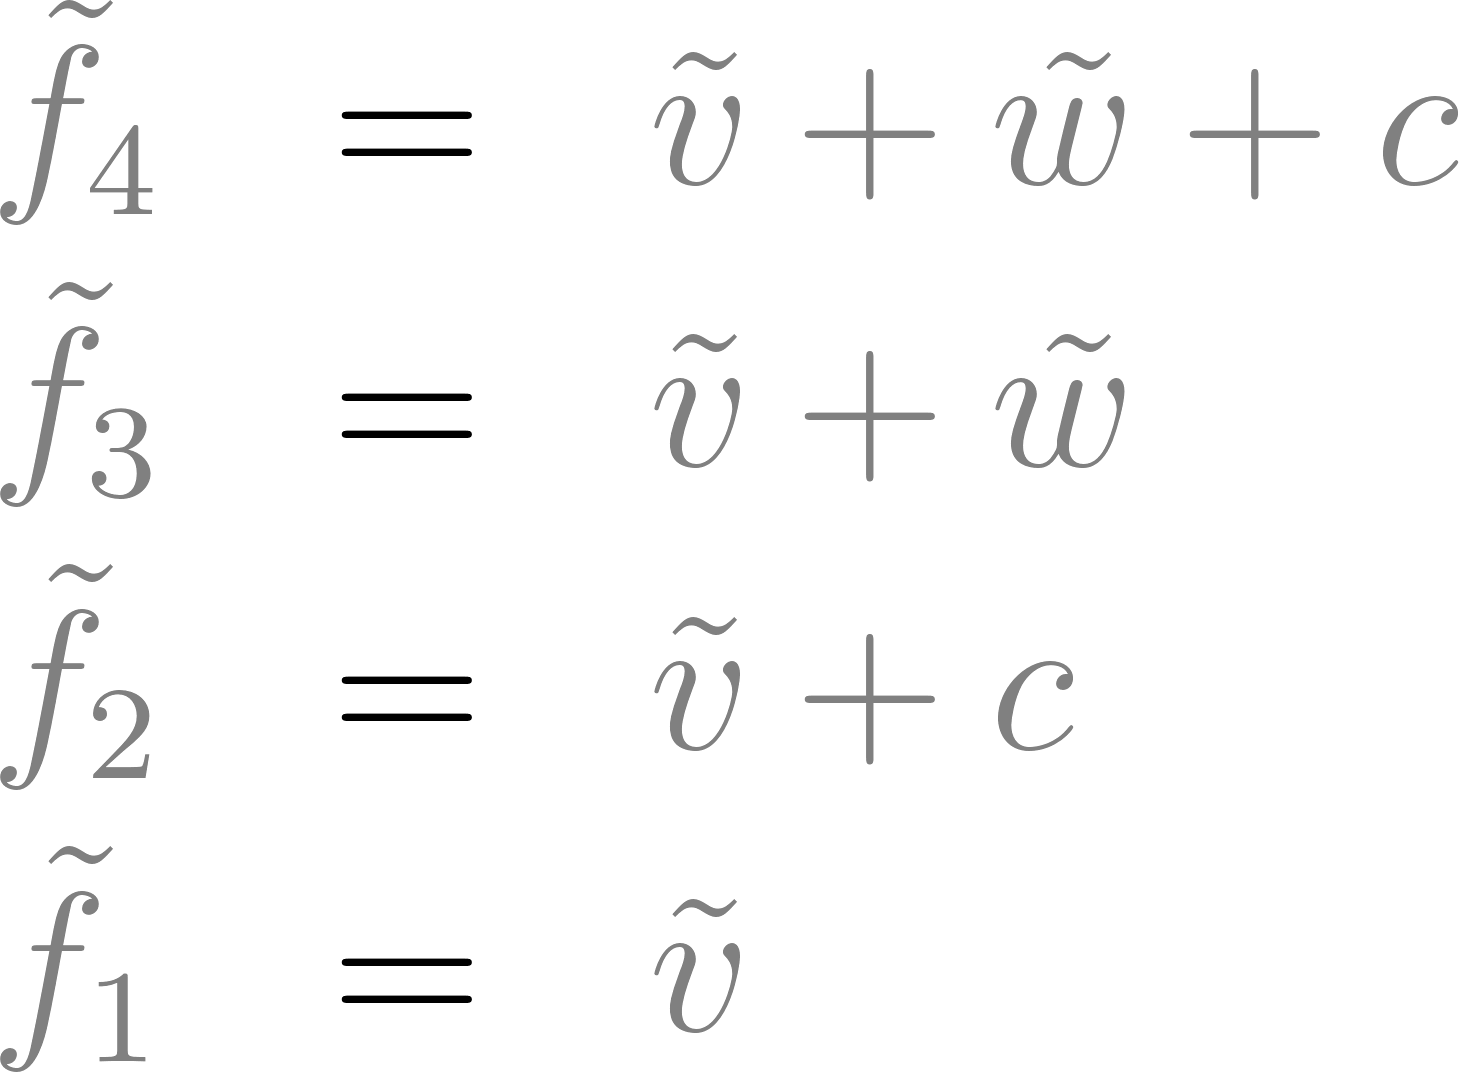 f̃₄ = ṽ + w̃ + c
f̃₃ = ṽ + w̃
f̃₂ = ṽ + c
f̃₁ = ṽ